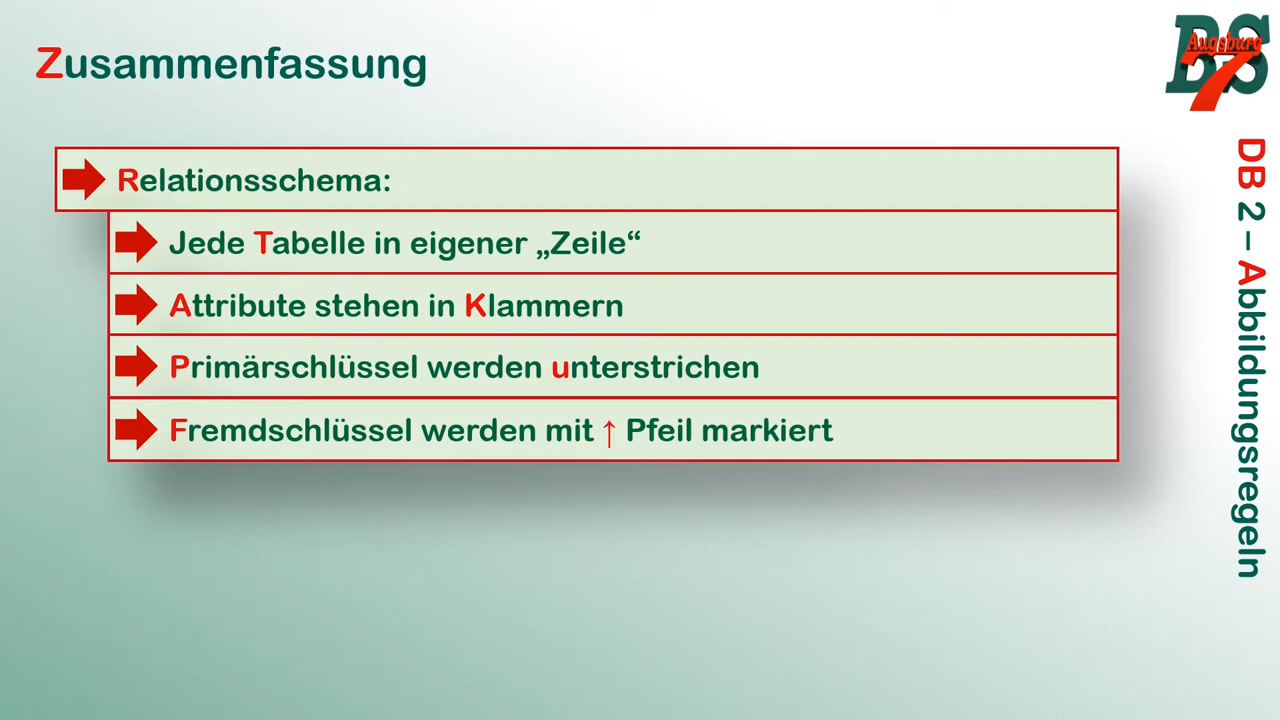 Zusammenfassung
Relationsschema:
Jede Tabelle in eigener „Zeile“
Attribute stehen in Klammern
Primärschlüssel werden unterstrichen
Fremdschlüssel werden mit ↑ Pfeil markiert
BS
Augsburg
7
DB 2 – Abbildungsregeln